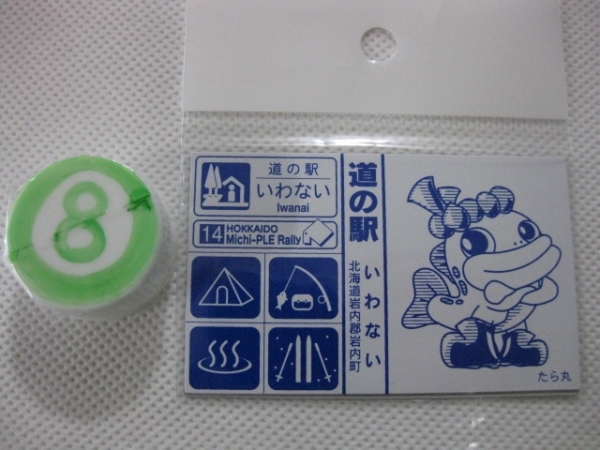 8
道の駅
いわない
Iwanai
14 HOKKAIDO
Michi-PLE Rally
道の駅 いわない
北海道岩内郡岩内町
たら丸